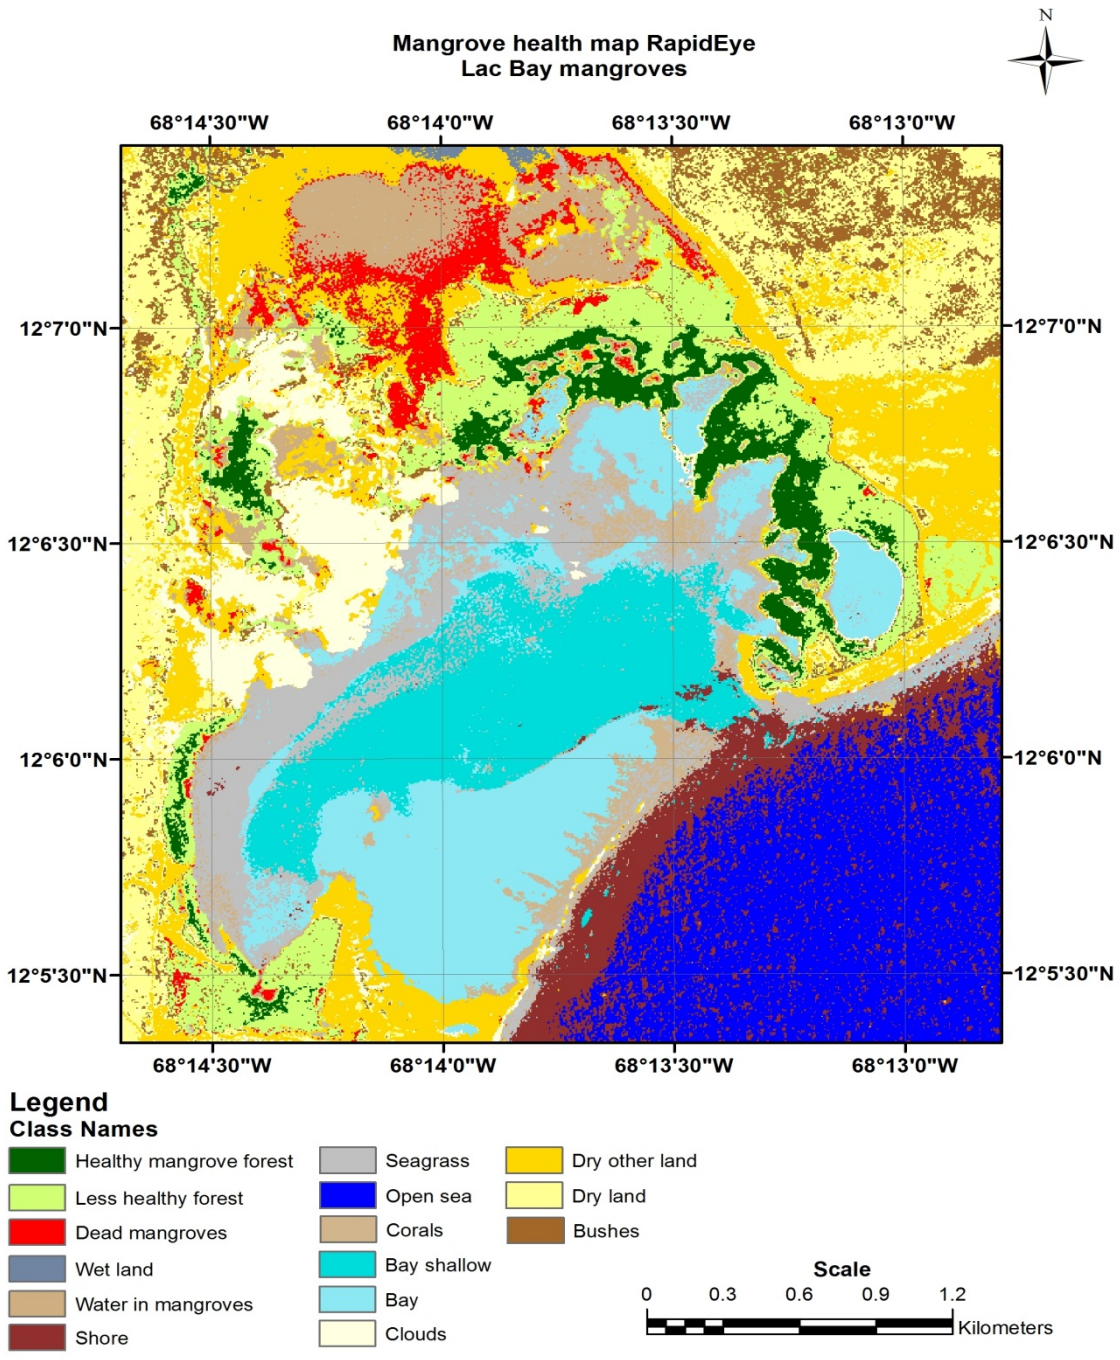 N
Mangrove health map RapidEye
Lac Bay mangroves
68°14'30"W 68°14'0"W 68°13'30"W 68°13'0"W
12°7'0"N 12°7'0"N
12°6'30"N 12°6'30"N
12°6'0"N 12°6'0"N
12°5'30"N 12°5'30"N
68°14'30"W 68°14'0"W 68°13'30"W 68°13'0"W
Legend
Class Names
Healthy mangrove forest
Less healthy forest
Dead mangroves
Wet land
Water in mangroves
Shore
Seagrass
Open sea
Corals
Bay shallow
Bay
Clouds
Dry other land
Dry land
Bushes
Scale
0 0.3 0.6 0.9 1.2
Kilometers